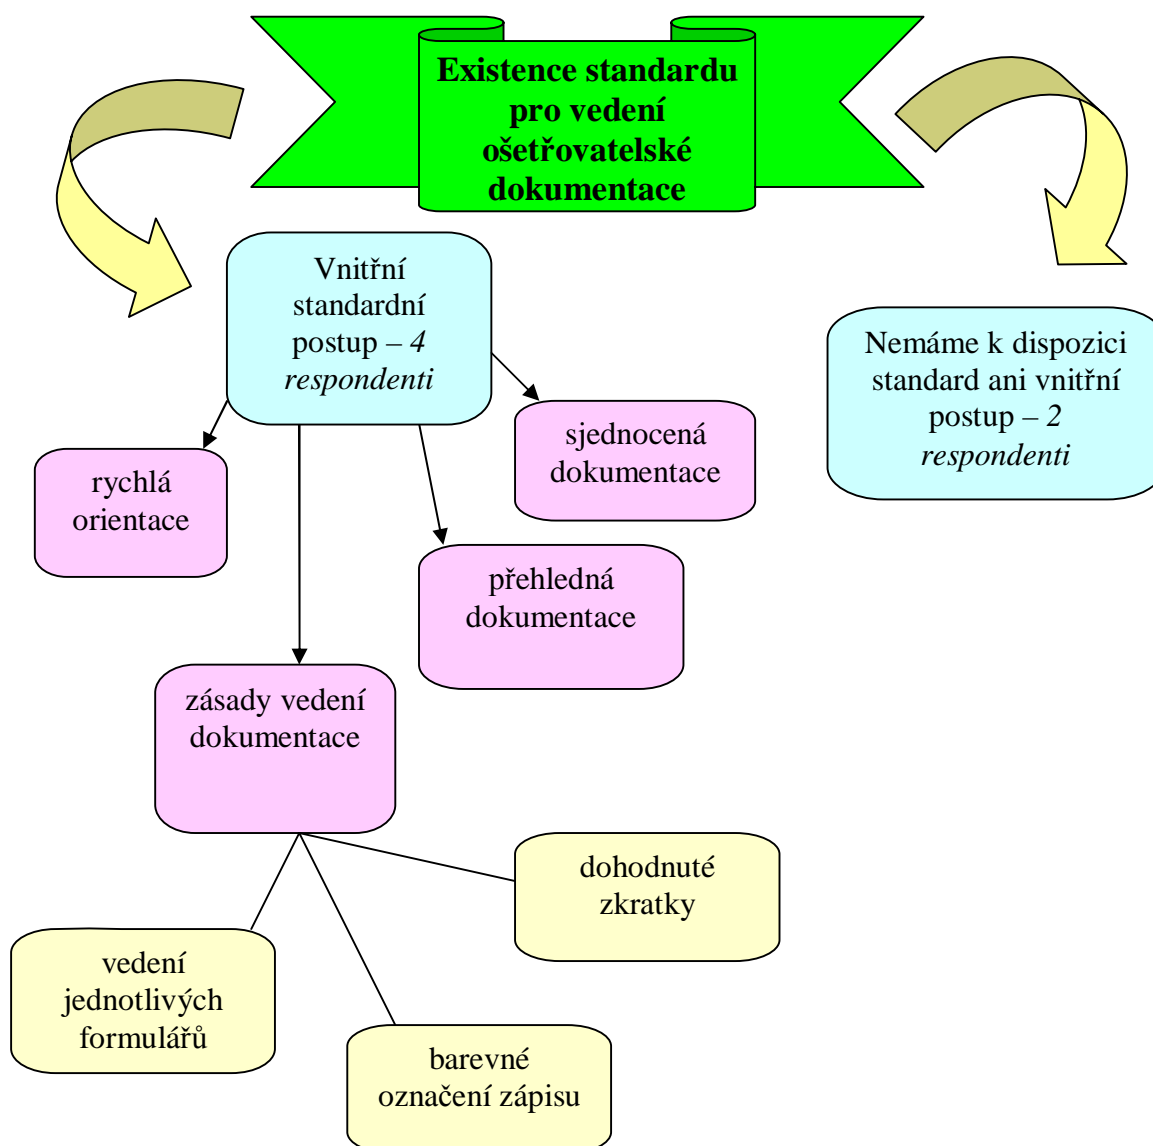 Existence standardu
pro vedení
ošetřovatelské
dokumentace
Vnitřní
standardní
postup – 4
respondenti
Nemáme k dispozici
standard ani vnitřní
postup – 2
respondenti
sjednocená
dokumentace
rychlá
orientace
přehledná
dokumentace
zásady vedení
dokumentace
dohodnuté
zkratky
vedení
jednotlivých
formulářů
barevné
označení zápisu